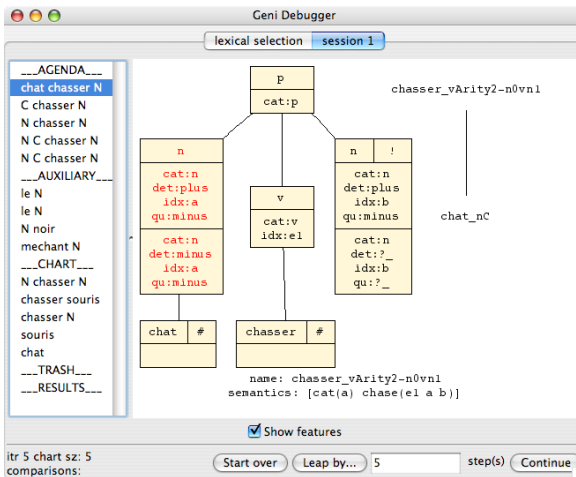 Geni Debugger
lexical selection
session 1
___AGENDA___
chat chasser N
C chasser N
N chasser N
N C chasser N
N C chasser N
___AUXILIARY___
le N
le N
N noir
mechant N
___CHART___
N chasser N
chasser souris
chasser N
souris
chat
___TRASH___
___RESULTS___
p
cat:p
n
cat:n
det:plus
idx:a
qu:minus
cat:n
det:minus
idx:a
qu:minus
chat #
v
cat:v
idx:e1
chasser #
n !
cat:n
det:plus
idx:b
qu:minus
cat:n
det:?_
idx:b
qu:?_
chasser_vArity2-n0vn1
chat_nC
name: chasser_vArity2-n0vn1
semantics: [cat(a) chase(e1 a b)]
Show features
itr 5 chart sz: 5
comparisons:
Start over
Leap by...
5
step(s)
Continue